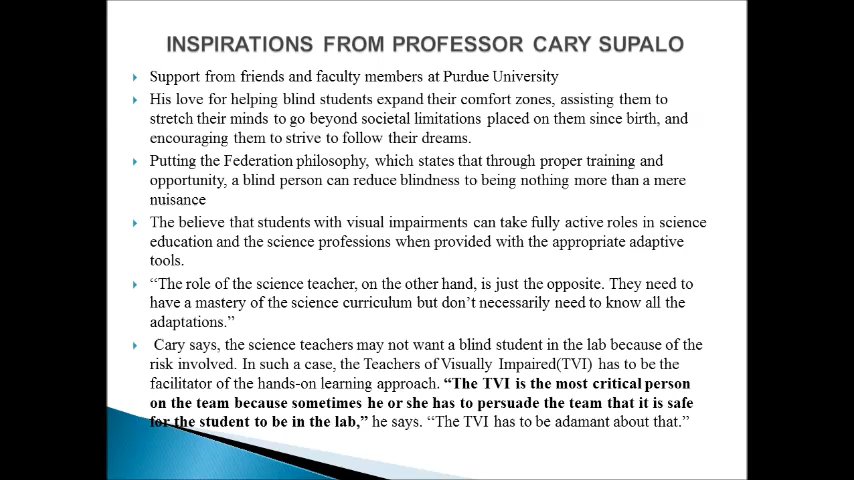 INSPIRATIONS FROM PROFESSOR CARY SUPALO
Support from friends and faculty members at Purdue University
His love for helping blind students expand their comfort zones, assisting them to
stretch their minds to go beyond societal limitations placed on them since birth, and
encouraging them to strive to follow their dreams.
Putting the Federation philosophy, which states that through proper training and
opportunity, a blind person can reduce blindness to being nothing more than a mere
nuisance
The believe that students with visual impairments can take fully active roles in science
education and the science professions when provided with the appropriate adaptive
tools.
“The role of the science teacher, on the other hand, is just the opposite. They need to
have a mastery of the science curriculum but don’t necessarily need to know all the
adaptations.”
Cary says, the science teachers may not want a blind student in the lab because of the
risk involved. In such a case, the Teachers of Visually Impaired(TVI) has to be the
facilitator of the hands-on learning approach. “The TVI is the most critical person
on the team because sometimes he or she has to persuade the team that it is safe
for the student to be in the lab,” he says. “The TVI has to be adamant about that.”